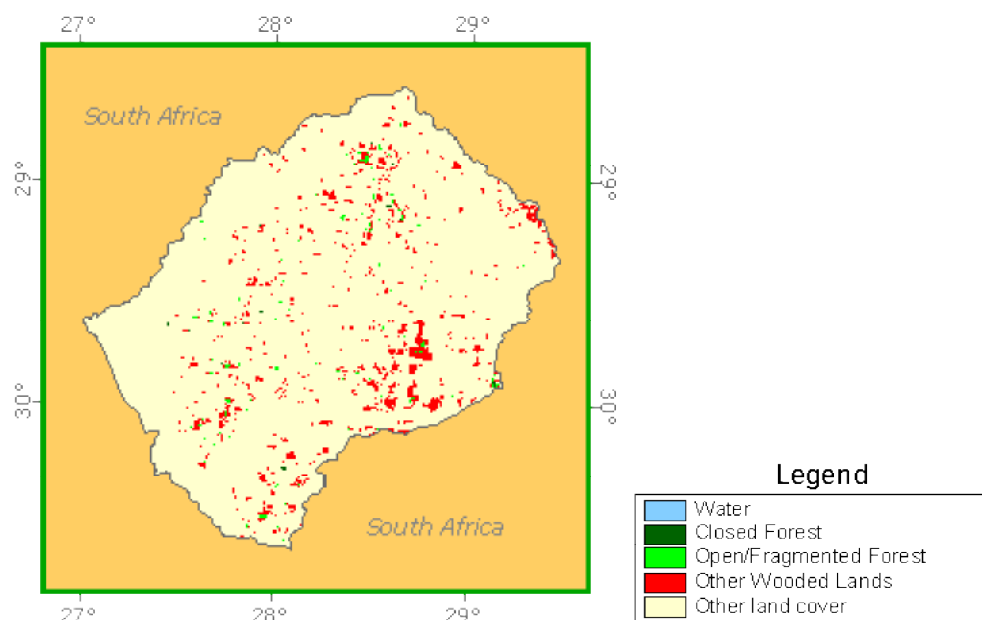 27° 28° 29°
South Africa
29° 29°
30° 30°
South Africa
27° 28° 29°
Legend
Water
Closed Forest
Open/Fragmented Forest
Other Wooded Lands
Other land cover